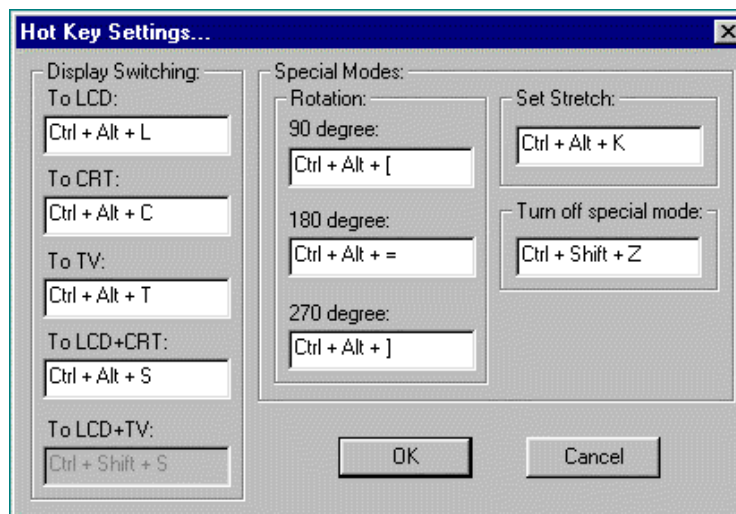 Hot Key Settings...
Display Switching:
To LCD:
Ctrl + Alt + L
To CRT:
Ctrl + Alt + C
To TV:
Ctrl + Alt + T
To LCD+CRT:
Ctrl + Alt + S
To LCD+TV:
Ctrl + Shift + S
Special Modes:
Rotation:
90 degree:
Ctrl + Alt + [
180 degree:
Ctrl + Alt + =
270 degree:
Ctrl + Alt + ]
Set Stretch:
Ctrl + Alt + K
Turn off special mode:
Ctrl + Shift + Z
OK
Cancel